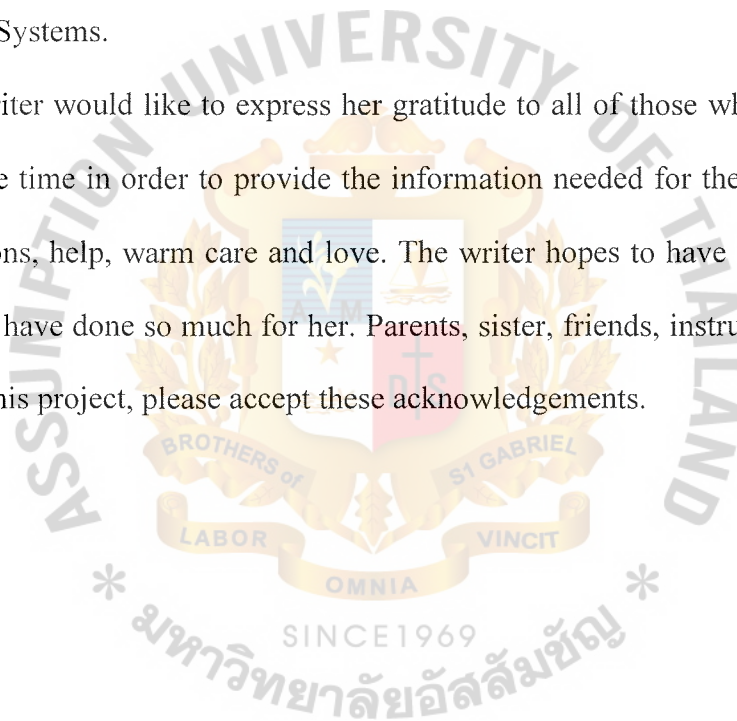 Systems.
riter would like to express her gratitude to all of those wh
e time in order to provide the information needed for the
ons, help, warm care and love. The writer hopes to have
have done so much for her. Parents, sister, friends, instru
his project, please accept these acknowledgements.
ASSUMPTION UNIVERSITY OF THAILAND
A M
D S
BROTHERS of
S1 GABRIEL
LABOR
VINCIT
OMNIA
SINCE1969
* มหาวิทยาลัยอัสสัมชัญ *